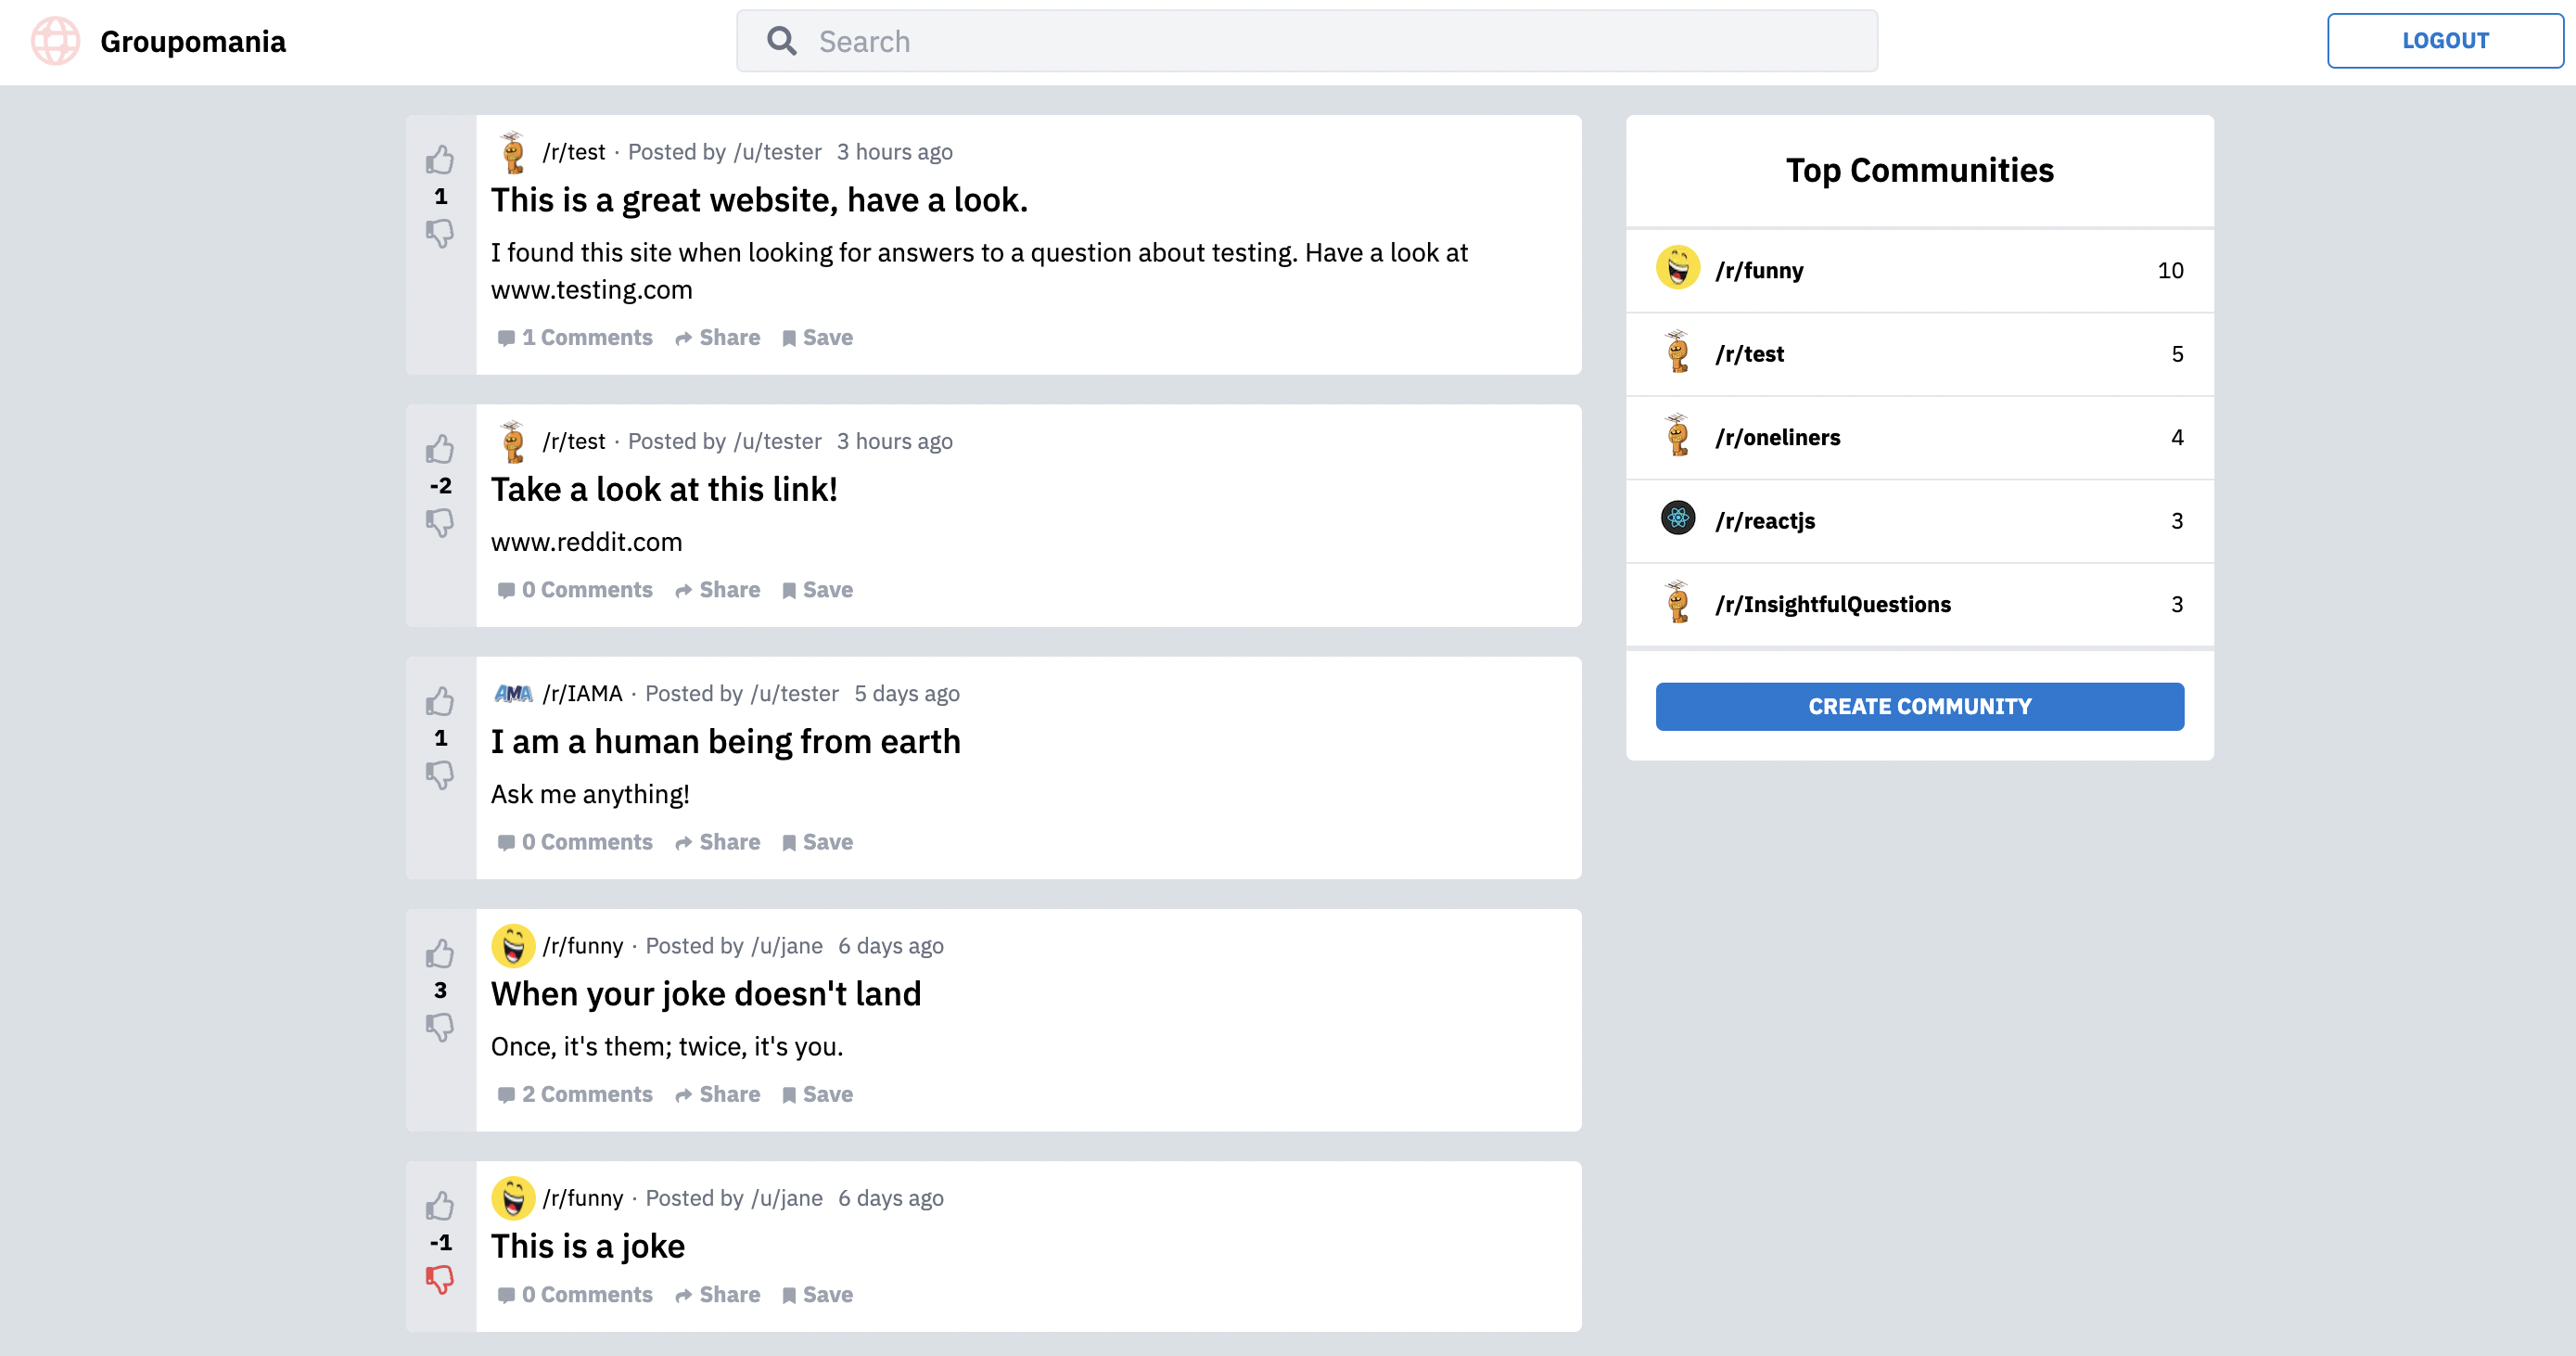 Groupomania
Search
LOGOUT
/r/test · Posted by /u/tester 3 hours ago
1
This is a great website, have a look.
I found this site when looking for answers to a question about testing. Have a look at
www.testing.com
1 Comments Share Save
/r/test · Posted by /u/tester 3 hours ago
-2
Take a look at this link!
www.reddit.com
0 Comments Share Save
AMA /r/IAMA · Posted by /u/tester 5 days ago
1
I am a human being from earth
Ask me anything!
0 Comments Share Save
/r/funny · Posted by /u/jane 6 days ago
3
When your joke doesn't land
Once, it's them; twice, it's you.
2 Comments Share Save
/r/funny · Posted by /u/jane 6 days ago
-1
This is a joke
0 Comments Share Save
Top Communities
/r/funny 10
/r/test 5
/r/oneliners 4
/r/reactjs 3
/r/InsightfulQuestions 3
CREATE COMMUNITY